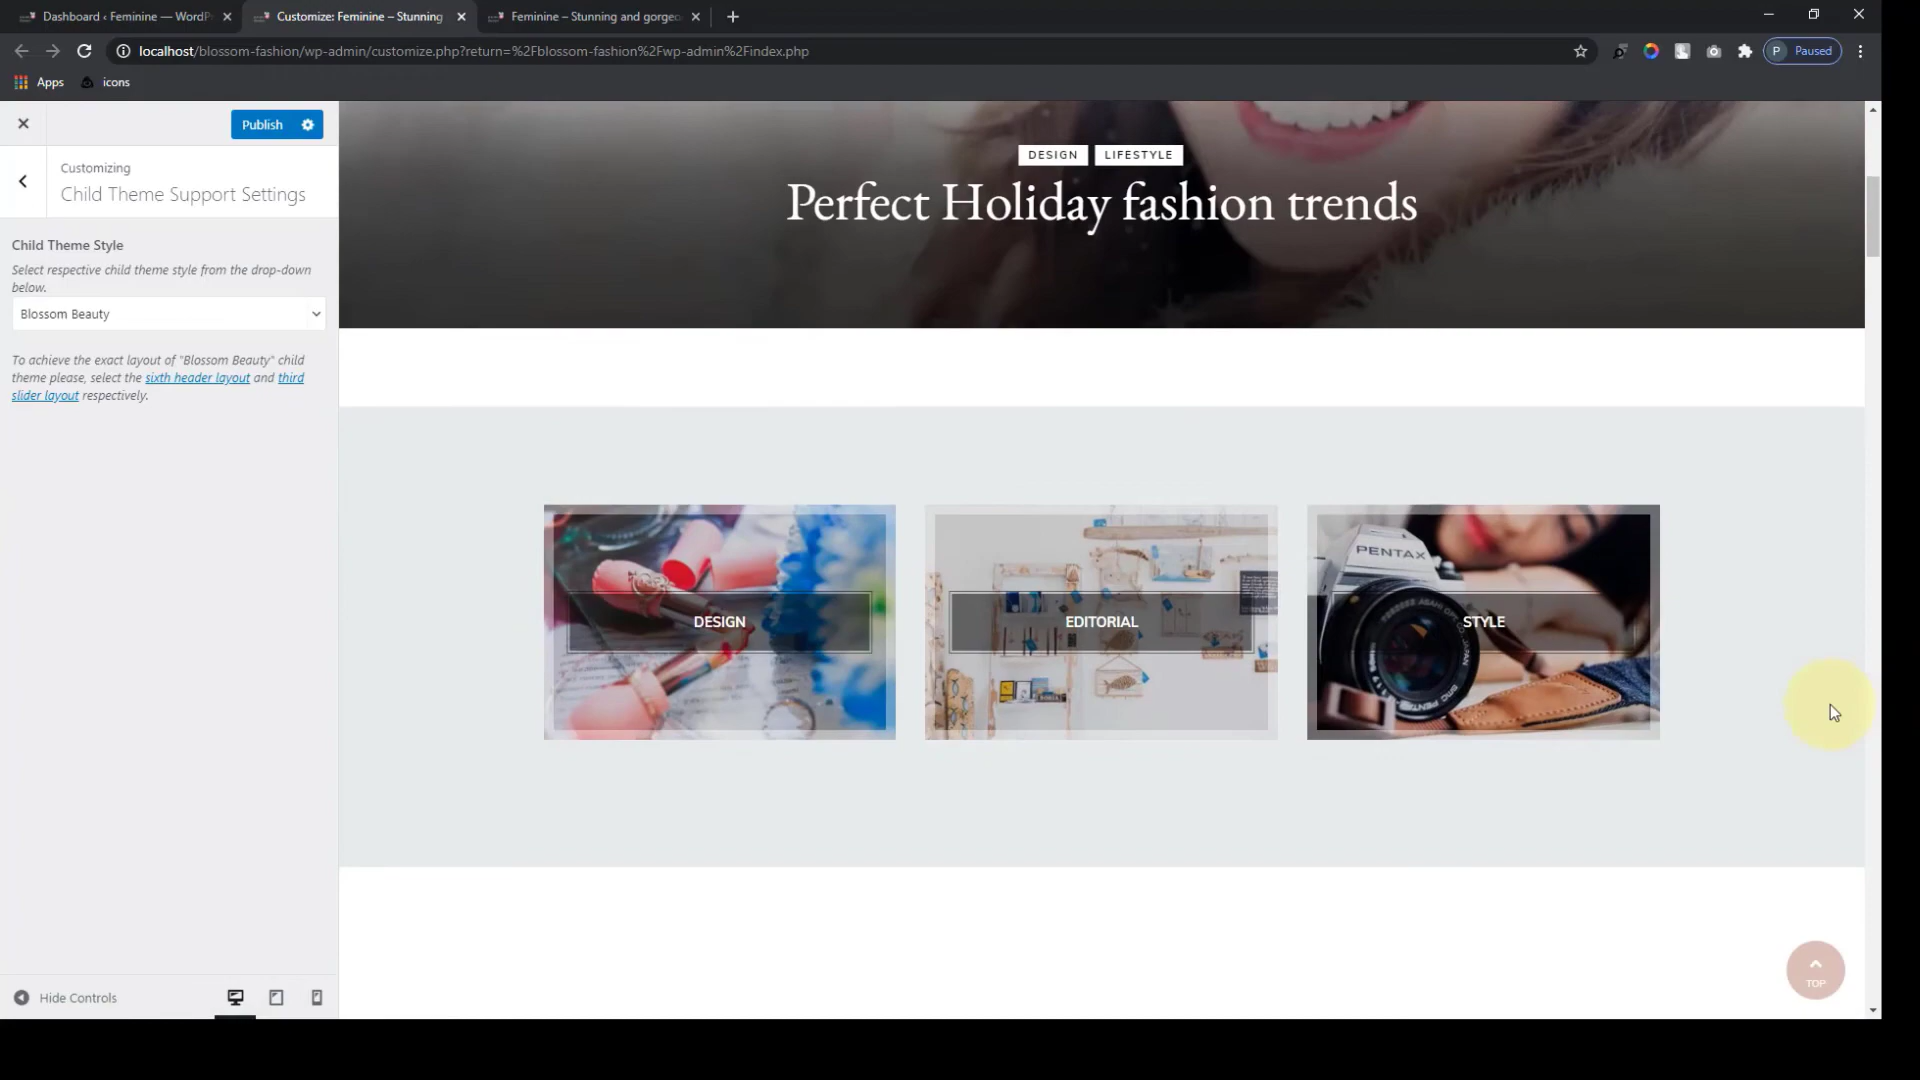 Dashboard ‹ Feminine — WordP
Customize: Feminine – Stunning
Feminine – Stunning and gorgeo
localhost/blossom-fashion/wp-admin/customize.php?return=%2Fblossom-fashion%2Fwp-admin%2Findex.php
P Paused
Apps
icons
Publish
Customizing
Child Theme Support Settings
Child Theme Style
Select respective child theme style from the drop-down
below.
Blossom Beauty
To achieve the exact layout of "Blossom Beauty" child
theme please, select the sixth header layout and third
slider layout respectively.
Hide Controls
DESIGN LIFESTYLE
Perfect Holiday fashion trends
PENTAX
DESIGN
EDITORIAL
STYLE
TOP